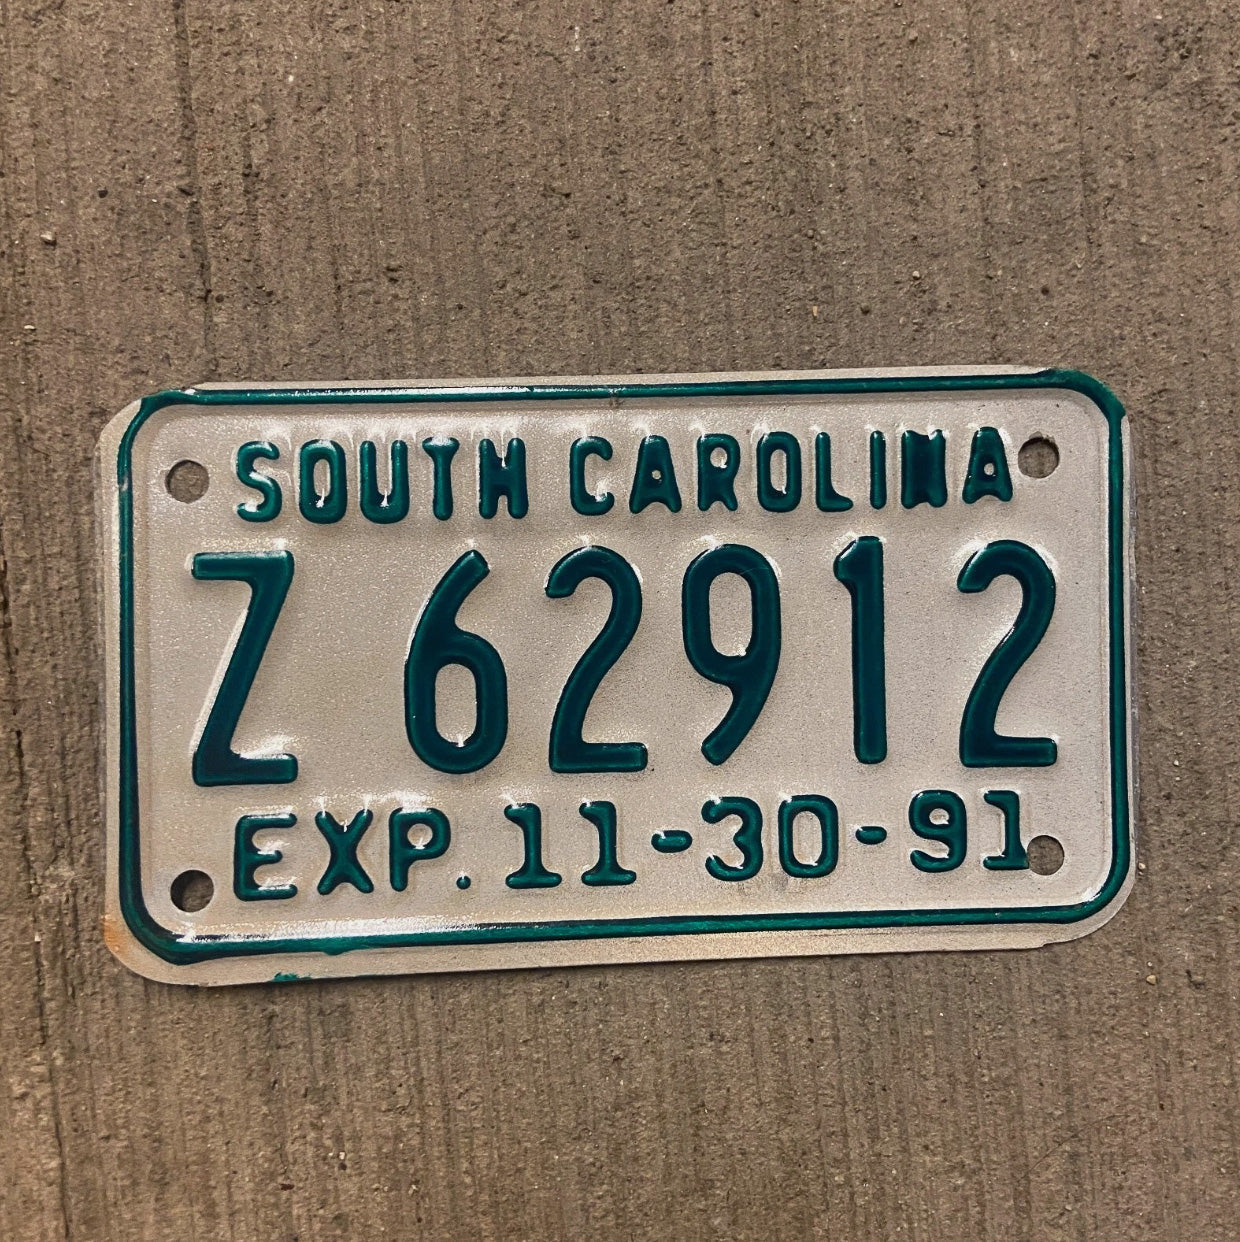 SOUTH CAROLINA
Z 62912
EXP. 11-30-91